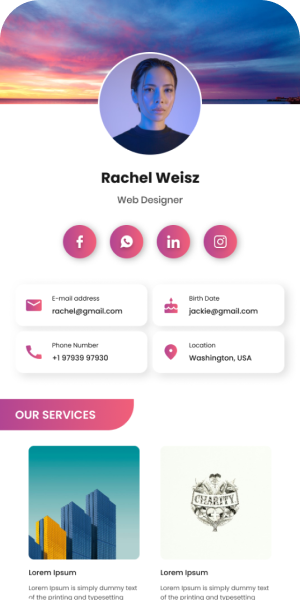 Rachel Weisz
Web Designer
E-mail address
rachel@gmail.com
Birth Date
jackie@gmail.com
Phone Number
+1 97939 97930
Location
Washington, USA
OUR SERVICES
CHARITY
Lorem Ipsum
Lorem Ipsum is simply dummy text
of the printing and typesetting
Lorem Ipsum
Lorem Ipsum is simply dummy text
of the printing and typesetting